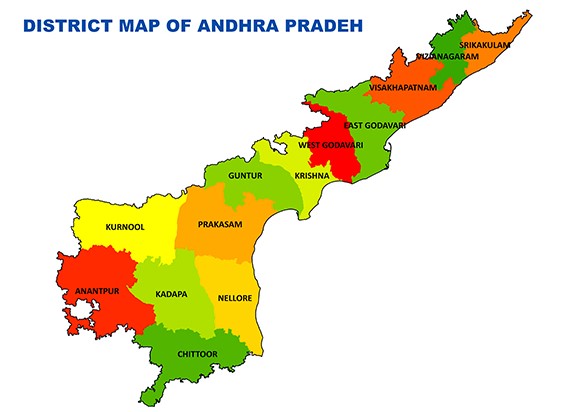 DISTRICT MAP OF ANDHRA PRADEH
SRIKAKULAM
VIZIANAGARAM
VISAKHAPATNAM
EAST GODAVARI
WEST GODAVARI
KRISHNA
GUNTUR
PRAKASAM
KURNOOL
ANANTPUR
KADAPA
NELLORE
CHITTOOR